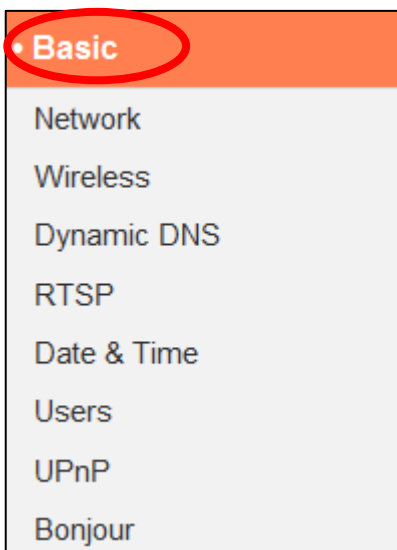 • Basic
Network
Wireless
Dynamic DNS
RTSP
Date & Time
Users
UPnP
Bonjour